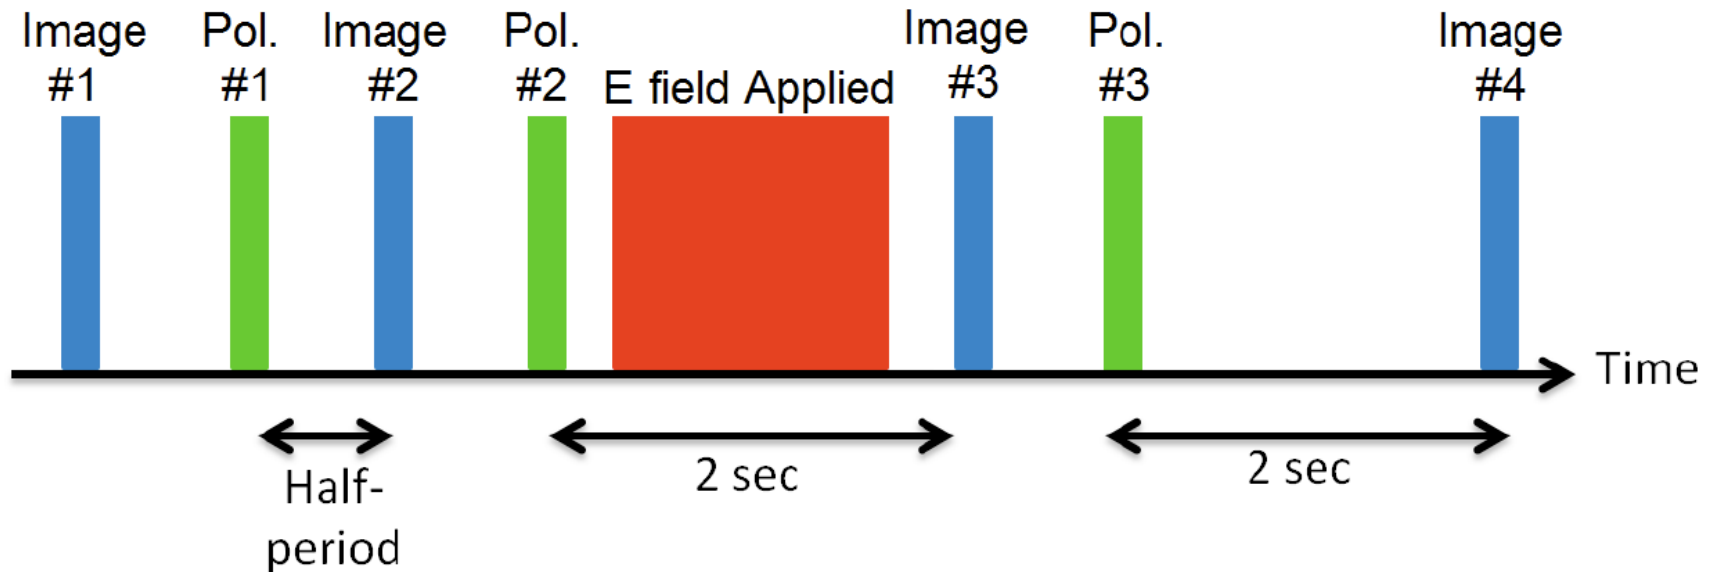 Image
#1
Pol.
#1
Image
#2
Pol.
#2
E field Applied
Image
#3
Pol.
#3
Image
#4
Time
Half-
period
2 sec
2 sec